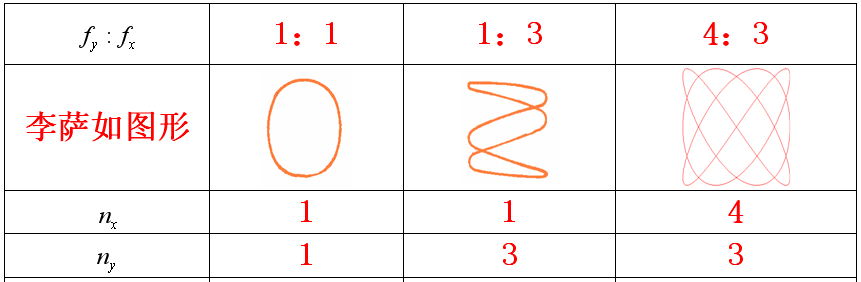 f_y : f_x 1：1 1：3 4：3
李萨如图形
n_x 1 1 4
n_y 1 3 3